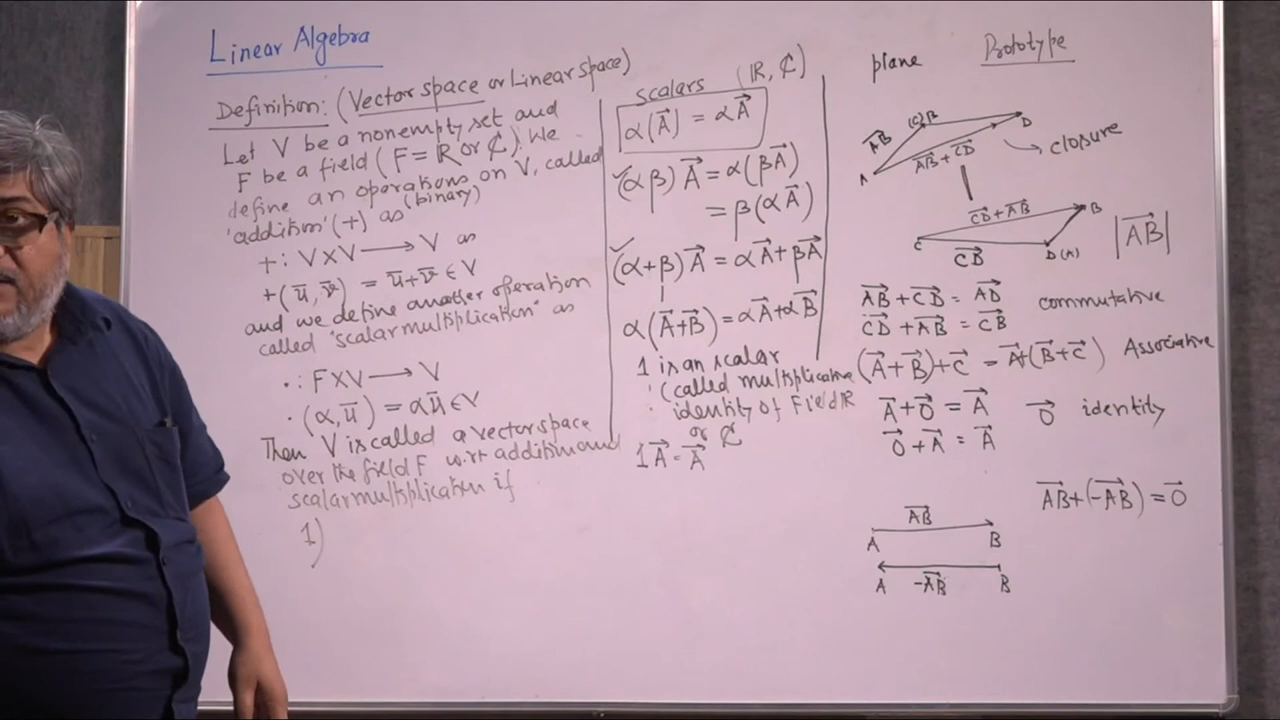 Linear Algebra
Definition: (Vector space or Linear space)
Let V be a nonempty set and
F be a field (F = ℝ or ℂ). We
define an operations on V, called
'addition' (+) as (binary)
+: V×V ⟶ V as
+(ū, v̄) = ū+v̄ ∈ V
and we define another operation
called "scalar multiplication" as
·: F×V ⟶ V
·(α, ū) = αū ∈ V
Then V is called a vector space
over the field F w.r.t addition and
scalar multiplication if
1)
scalars (ℝ, ℂ)
α(A⃗) = αA⃗
✓(αβ)A⃗ = α(βA⃗)
= β(αA⃗)
✓(α+β)A⃗ = αA⃗+βA⃗
α(A⃗+B⃗) = αA⃗+αB⃗
1 is an scalar
(called multiplicative
identity of Field ℝ
or ℂ
1A⃗ = A⃗
plane Prototype
(C) B
D
AB⃗
AB⃗ + CD⃗
closure
A
CD⃗+AB⃗
B
|AB⃗|
C
CD⃗
D(A)
AB⃗+CD⃗ = AD⃗ commutative
CD⃗+AB⃗ = CB⃗
(A⃗+B⃗)+C⃗ = A⃗+(B⃗+C⃗) Associative
A⃗+0⃗ = A⃗ 0⃗ identity
0⃗+A⃗ = A⃗
AB⃗+(-AB⃗) = 0⃗
AB⃗
A B
A -AB⃗ B